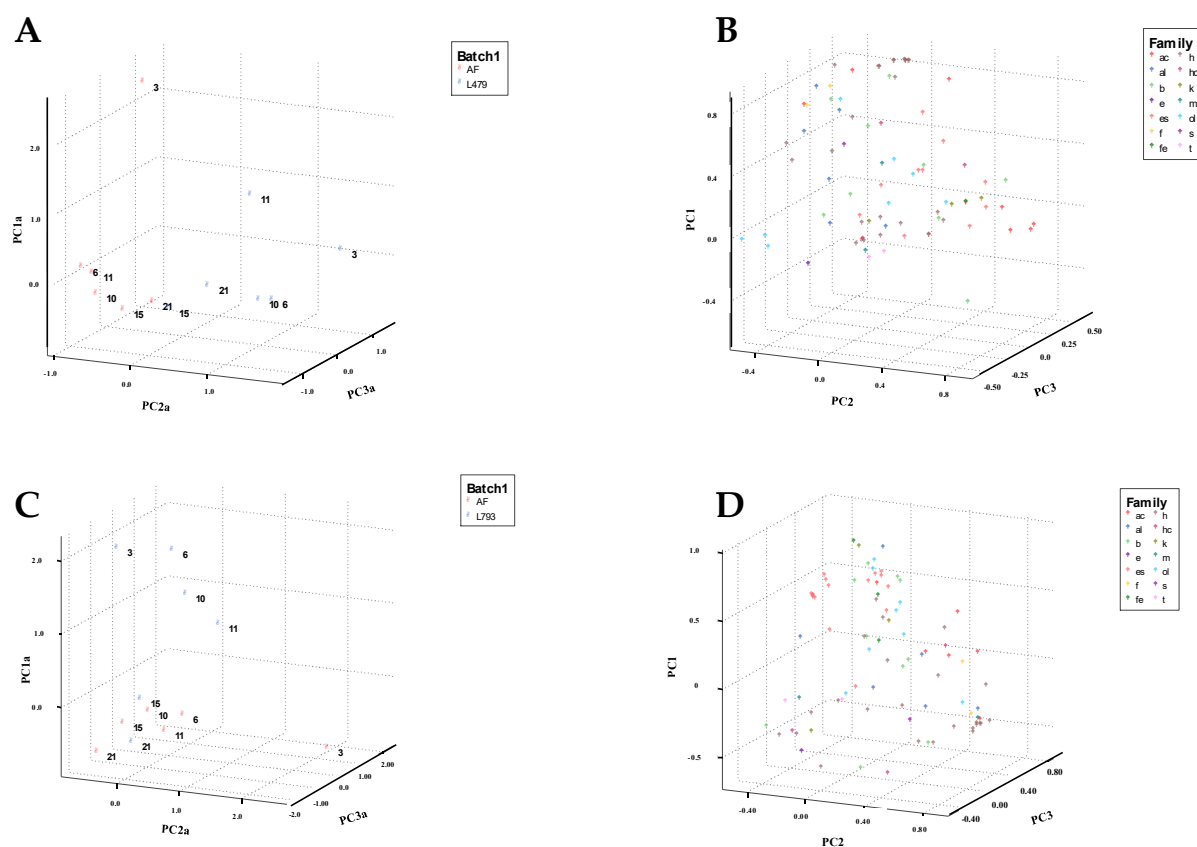 A
Batch1
AF
L479
3
2.0
1.0
0.0
PC1a
11
3
6
11
10
15
21
15
21
10
6
-1.0
0.0
1.0
PC2a
-1.0
0.0
1.0
PC3a
B
Family
ac h
al hc
b k
e m
es ol
f s
fe t
0.8
0.4
0.0
-0.4
PC1
-0.4
0.0
0.4
0.8
PC2
-0.50
-0.25
0.0
0.25
0.50
PC3
C
Batch1
AF
L793
2.0
1.0
0.0
PC1a
3
6
10
11
15
10
6
15
11
21
21
3
0.0
1.0
2.0
PC2a
-2.0
-1.00
0.0
1.00
2.00
PC3a
D
Family
ac h
al hc
b k
e m
es ol
f s
fe t
1.0
0.5
0
-0.5
PC1
-0.40
0.00
0.40
0.80
PC2
-0.40
0.00
0.40
0.80
PC3